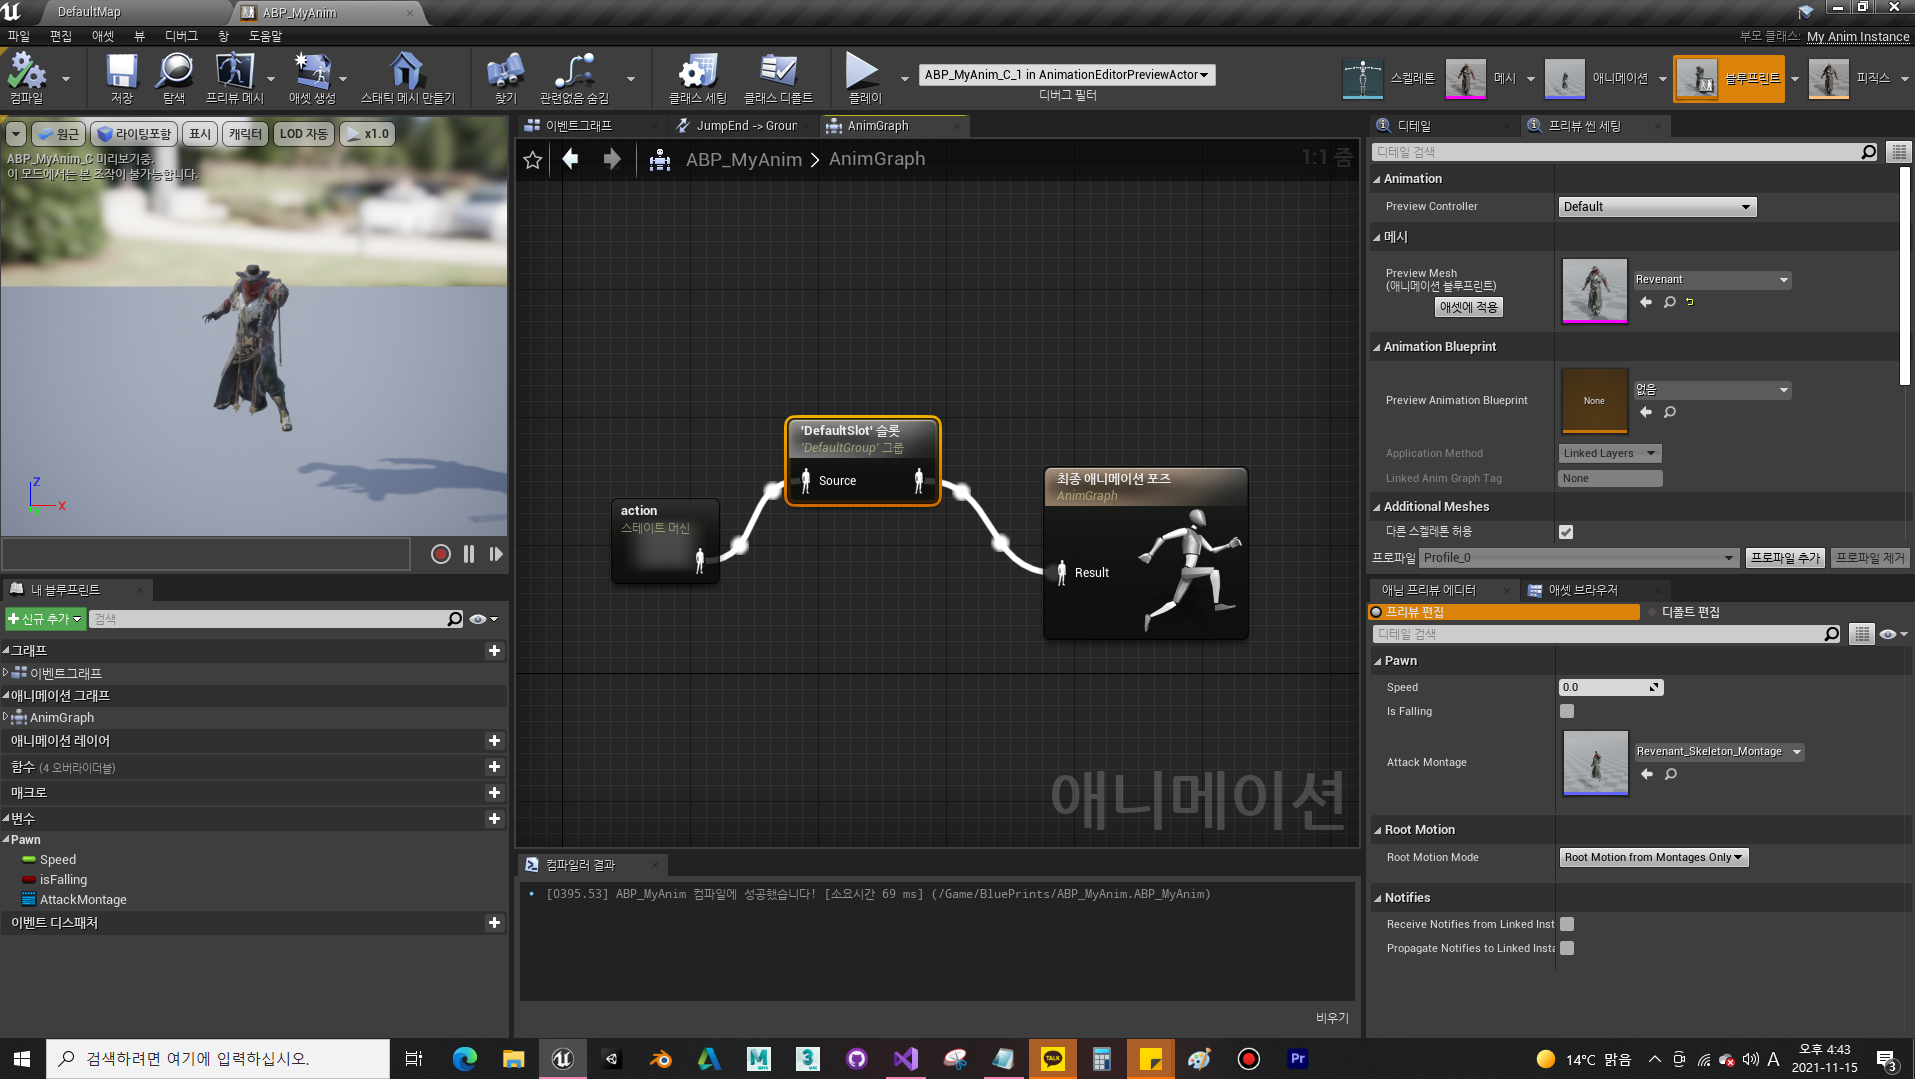 DefaultMap
ABP_MyAnim
파일 편집 애셋 뷰 디버그 창 도움말
부모 클래스: My Anim Instance
컴파일
저장
탐색
프리뷰 메시
애셋 생성
스태틱 메시 만들기
찾기
관련없음 숨김
클래스 세팅
클래스 디폴트
플레이
ABP_MyAnim_C_1 in AnimationEditorPreviewActor
디버그 필터
스켈레톤
메시
애니메이션
블루프린트
피직스
원근 라이팅포함 표시 캐릭터 LOD 자동 x1.0
ABP_MyAnim_C 미리보기중.
이 모드에서는 본 조작이 불가능합니다.
Z
X
이벤트그래프
JumpEnd -> Groun
AnimGraph
ABP_MyAnim > AnimGraph
1:1 줌
action
스테이트 머신
'DefaultSlot' 슬롯
'DefaultGroup' 그룹
Source
최종 애니메이션 포즈
AnimGraph
Result
애니메이션
컴파일러 결과
[0395.53] ABP_MyAnim 컴파일에 성공했습니다! [소요시간 69 ms] (/Game/BluePrints/ABP_MyAnim.ABP_MyAnim)
비우기
내 블루프린트
신규 추가
검색
그래프
이벤트그래프
애니메이션 그래프
AnimGraph
애니메이션 레이어
함수 (4 오버라이더블)
매크로
변수
Pawn
Speed
isFalling
AttackMontage
이벤트 디스패처
디테일
프리뷰 씬 세팅
디테일 검색
Animation
Preview Controller
Default
메시
Preview Mesh
(애니메이션 블루프린트)
애셋에 적용
Revenant
Animation Blueprint
Preview Animation Blueprint
None
없음
Application Method
Linked Layers
Linked Anim Graph Tag
None
Additional Meshes
다른 스켈레톤 허용
프로파일
Profile_0
프로파일 추가
프로파일 제거
애님 프리뷰 에디터
애셋 브라우저
프리뷰 편집
디폴트 편집
디테일 검색
Pawn
Speed
0.0
Is Falling
Attack Montage
Revenant_Skeleton_Montage
Root Motion
Root Motion Mode
Root Motion from Montages Only
Notifies
Receive Notifies from Linked Inst
Propagate Notifies to Linked Insta
검색하려면 여기에 입력하십시오.
TALK
Pr
14°C 맑음
A
오후 4:43
2021-11-15
3